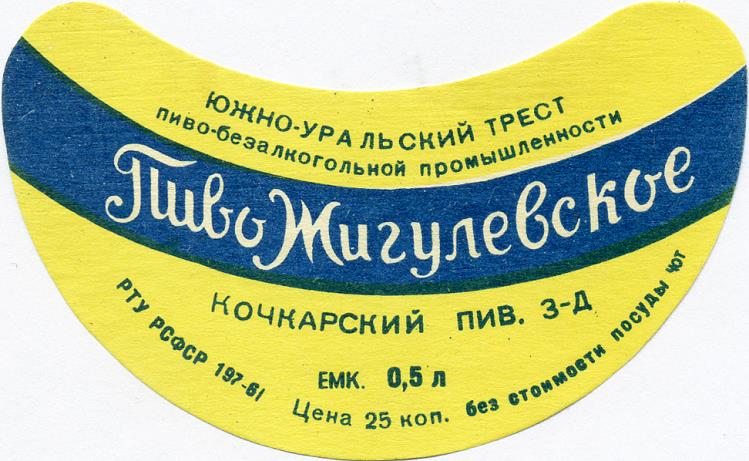 ЮЖНО-УРАЛЬСКИЙ ТРЕСТ
пиво-безалкогольной промышленности
Пиво Жигулевское
КОЧКАРСКИЙ ПИВ. З-Д
РТУ РСФСР 197-61
ЕМК. 0,5 л
Цена 25 коп. без стоимости посуды